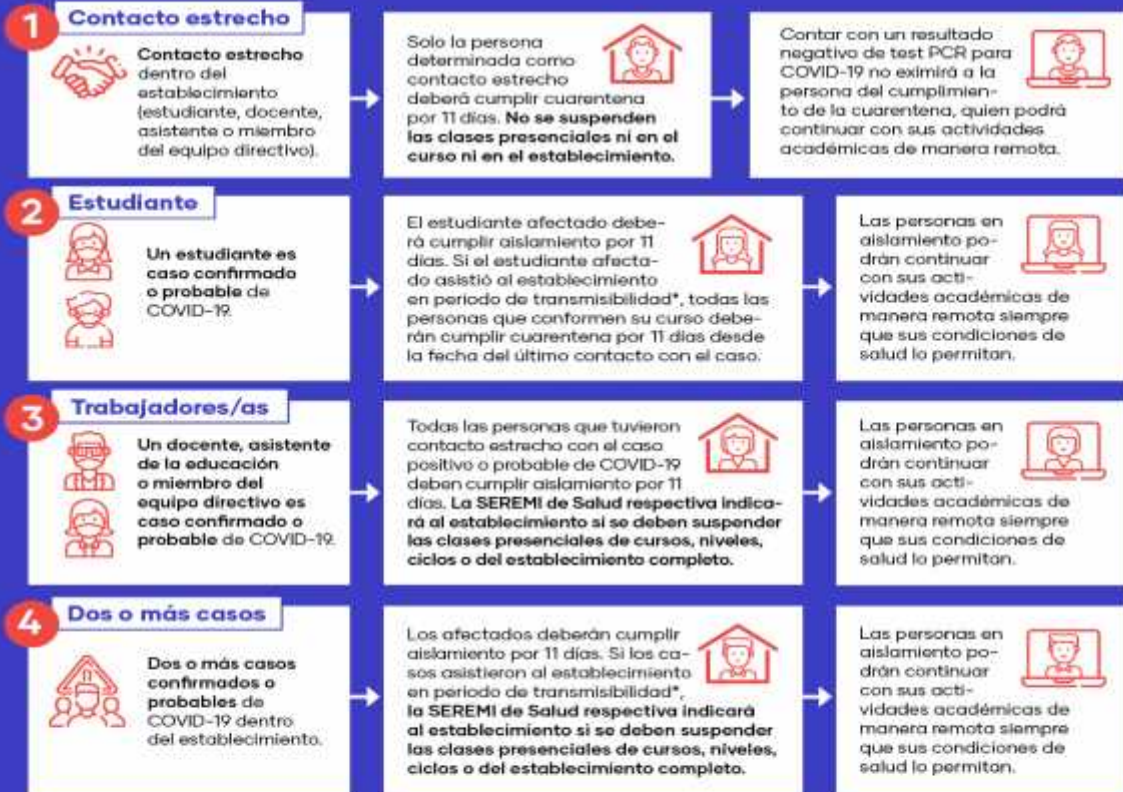 1
Contacto estrecho
Contacto estrecho
dentro del
establecimiento
(estudiante, docente,
asistente o miembro
del equipo directivo).
Solo la persona
determinada como
contacto estrecho
deberá cumplir cuarentena
por 11 días. No se suspenden
las clases presenciales ni en el
curso ni en el establecimiento.
Contar con un resultado
negativo de test PCR para
COVID-19 no eximirá a la
persona del cumplimien-
to de la cuarentena, quien podrá
continuar con sus actividades
académicas de manera remota.
2
Estudiante
Un estudiante es
caso confirmado
o probable de
COVID-19.
El estudiante afectado debe-
rá cumplir aislamiento por 11
días. Si el estudiante afecta-
do asistió al establecimiento
en periodo de transmisibilidad*, todas las
personas que conformen su curso debe-
rán cumplir cuarentena por 11 días desde
la fecha del último contacto con el caso.
Las personas en
aislamiento po-
drán continuar
con sus acti-
vidades académicas de
manera remota siempre
que sus condiciones de
salud lo permitan.
3
Trabajadores/as
Un docente, asistente
de la educación
o miembro del
equipo directivo es
caso confirmado o
probable de COVID-19.
Todas las personas que tuvieron
contacto estrecho con el caso
positivo o probable de COVID-19
deben cumplir aislamiento por 11
días. La SEREMI de Salud respectiva indica-
rá al establecimiento si se deben suspender
las clases presenciales de cursos, niveles,
ciclos o del establecimiento completo.
Las personas en
aislamiento po-
drán continuar
con sus acti-
vidades académicas de
manera remota siempre
que sus condiciones de
salud lo permitan.
4
Dos o más casos
Dos o más casos
confirmados o
probables de
COVID-19 dentro
del establecimiento.
Los afectados deberán cumplir
aislamiento por 11 días. Si los ca-
sos asistieron al establecimiento
en periodo de transmisibilidad*,
la SEREMI de Salud respectiva indicará
al establecimiento si se deben suspender
las clases presenciales de cursos, niveles,
ciclos o del establecimiento completo.
Las personas en
aislamiento po-
drán continuar
con sus acti-
vidades académicas de
manera remota siempre
que sus condiciones de
salud lo permitan.